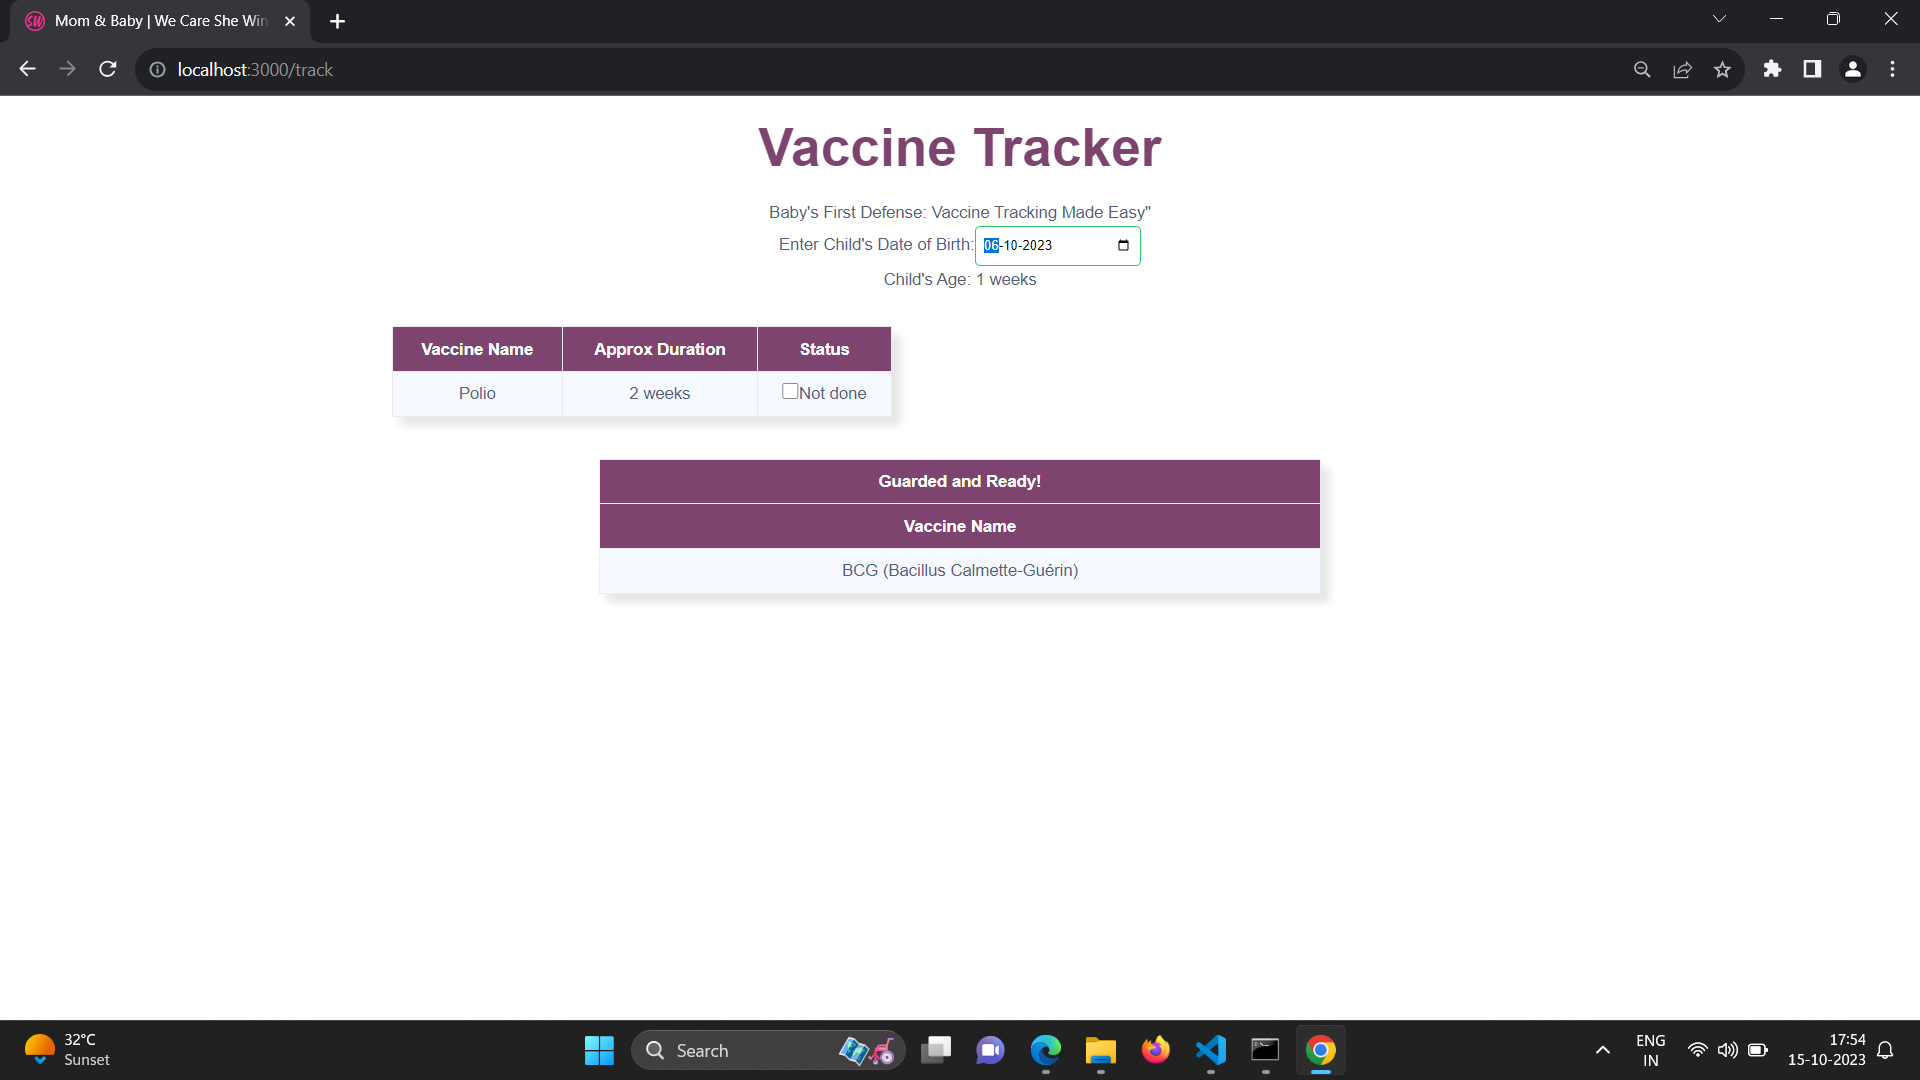 Mom & Baby | We Care She Win
localhost:3000/track
Vaccine Tracker
Baby's First Defense: Vaccine Tracking Made Easy"
Enter Child's Date of Birth: 06-10-2023
Child's Age: 1 weeks
Vaccine Name Approx Duration Status
Polio 2 weeks Not done
Guarded and Ready!
Vaccine Name
BCG (Bacillus Calmette-Guérin)
32°C
Sunset
Search
ENG
IN
17:54
15-10-2023